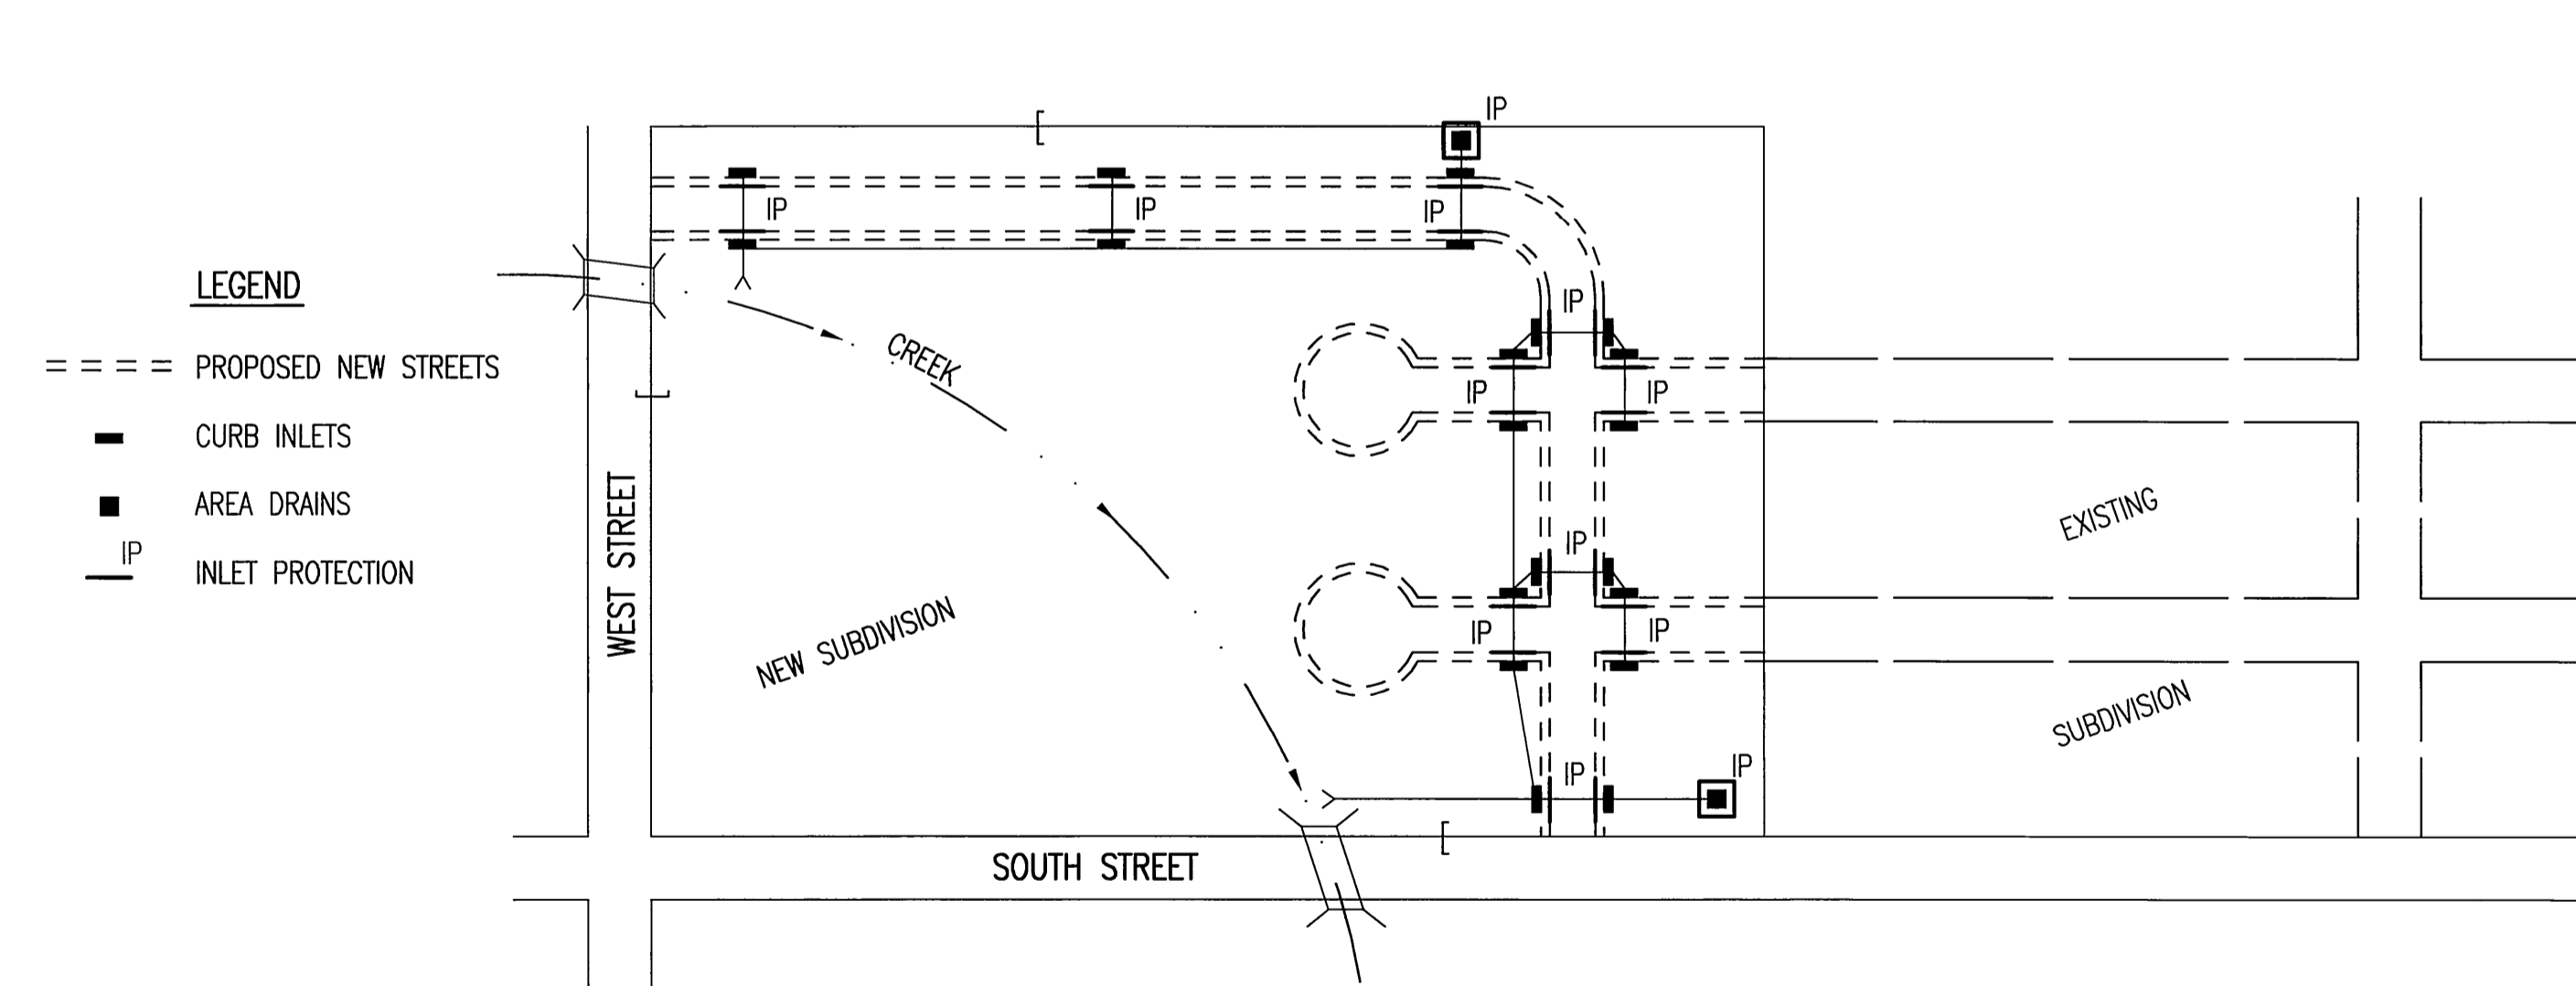 IP
IP
IP
IP
LEGEND
PROPOSED NEW STREETS
CURB INLETS
AREA DRAINS
IP
INLET PROTECTION
WEST STREET
CREEK
NEW SUBDIVISION
IP
IP
IP
IP
IP
IP
IP
IP
EXISTING
SUBDIVISION
SOUTH STREET